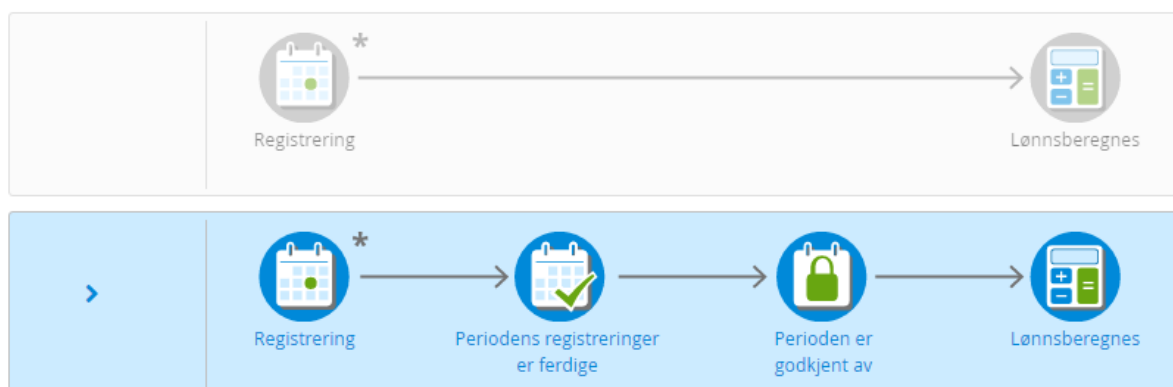 *
Registrering
Lønnsberegnes
*
Registrering
Periodens registreringer
er ferdige
Perioden er
godkjent av
Lønnsberegnes